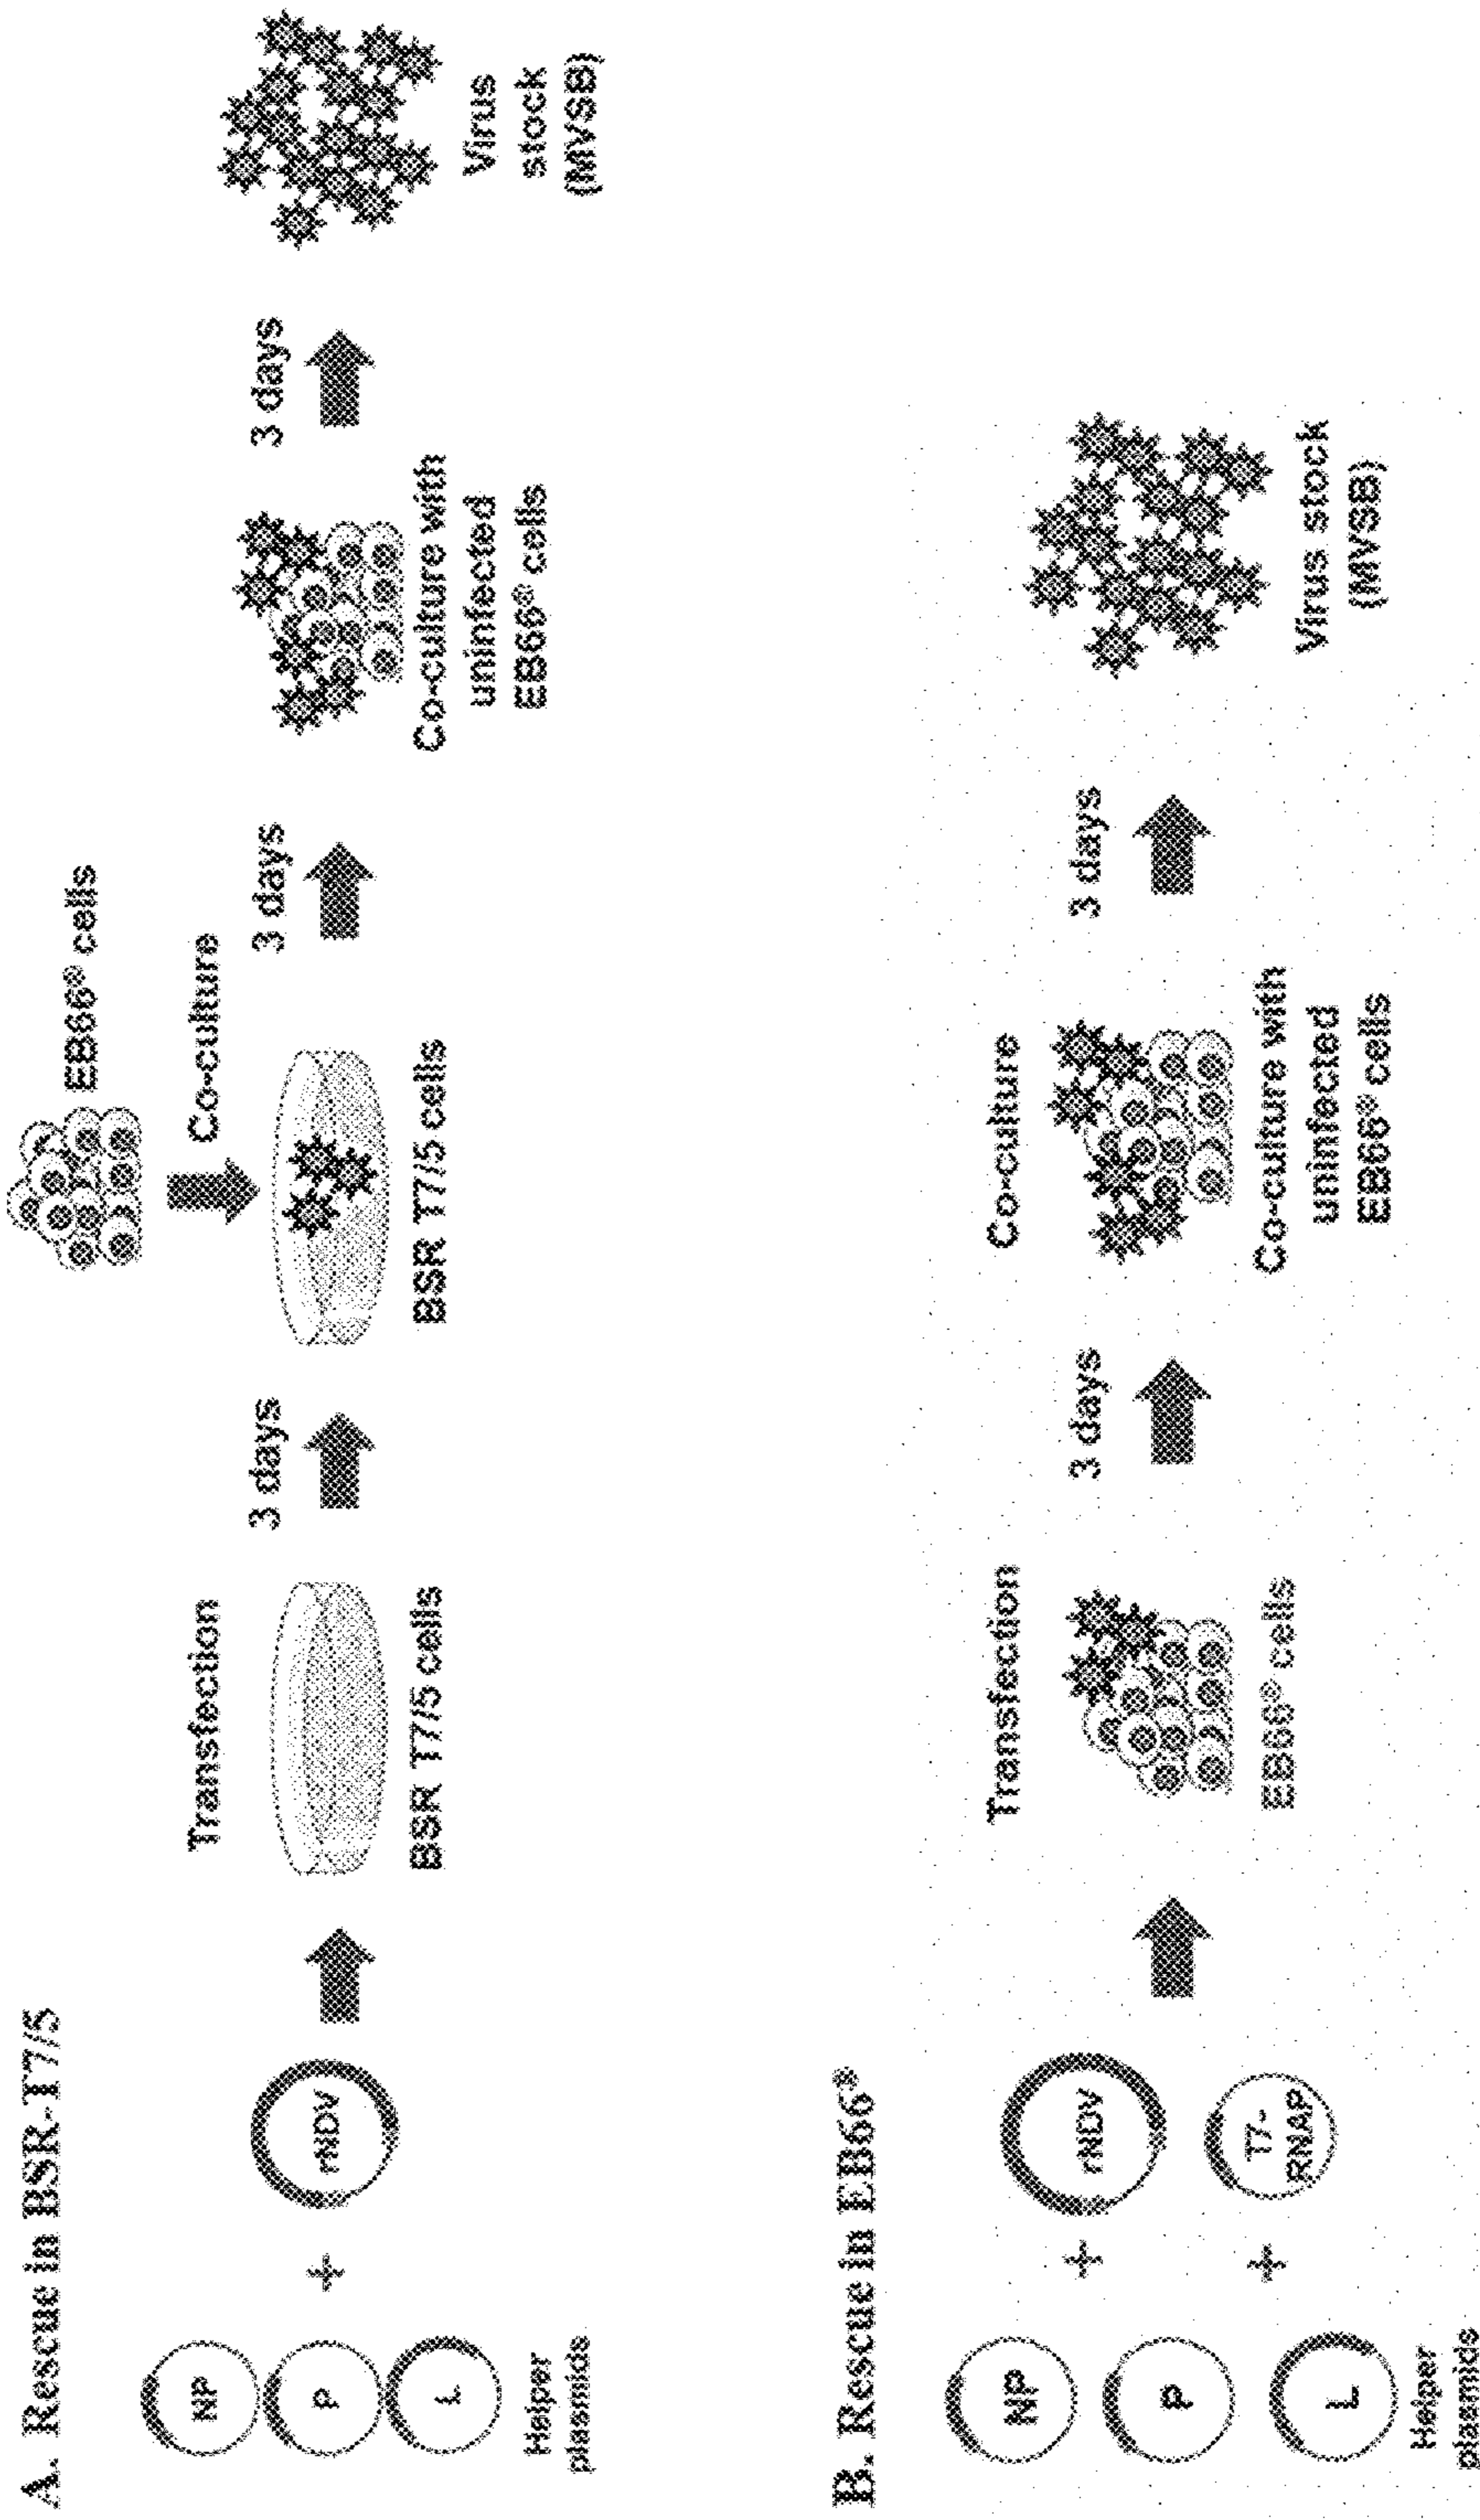 A. Rescue in BSR-T7/5
NP
P
L
Helper
plasmids
+
rNDV
Transfection
BSR T7/5 cells
3 days
EB66® cells
Co-culture
BSR T7/5 cells
3 days
Co-culture with
uninfected
EB66® cells
3 days
Virus
stock
(MVSB)
B. Rescue in EB66®
NP
P
L
Helper
plasmids
+
+
rNDV
T7-
RNAP
Transfection
EB66® cells
3 days
Co-culture
Co-culture with
uninfected
EB66® cells
3 days
Virus stock
(MVSB)